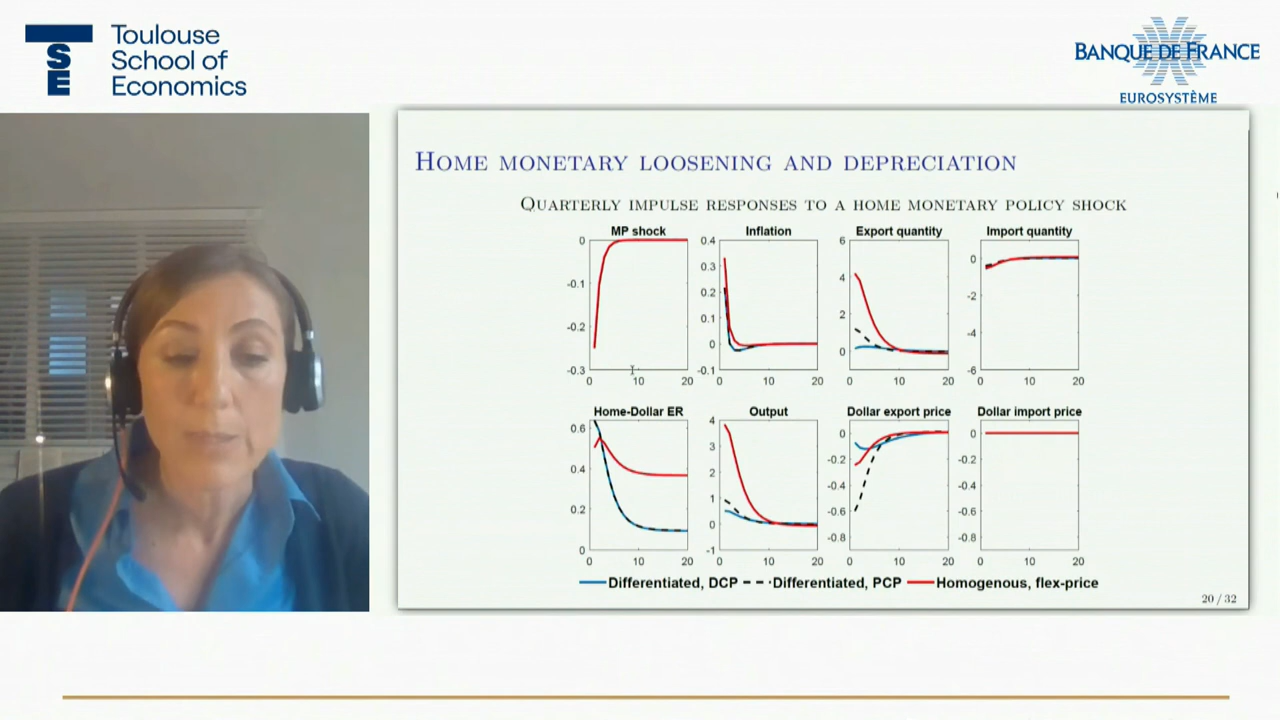 TSE
Toulouse
School of
Economics
BANQUE DE FRANCE
EUROSYSTÈME
HOME MONETARY LOOSENING AND DEPRECIATION
QUARTERLY IMPULSE RESPONSES TO A HOME MONETARY POLICY SHOCK
MP shock
0
-0.1
-0.2
-0.3
0 10 20
Inflation
0.4
0.3
0.2
0.1
0
-0.1
0 10 20
Export quantity
6
4
2
0
0 10 20
Import quantity
0
-2
-4
-6
0 10 20
Home-Dollar ER
0.6
0.4
0.2
0
0 10 20
Output
4
3
2
1
0
-1
0 10 20
Dollar export price
0
-0.2
-0.4
-0.6
-0.8
0 10 20
Dollar import price
0
-0.2
-0.4
-0.6
-0.8
0 10 20
Differentiated, DCP Differentiated, PCP Homogenous, flex-price
20 / 32